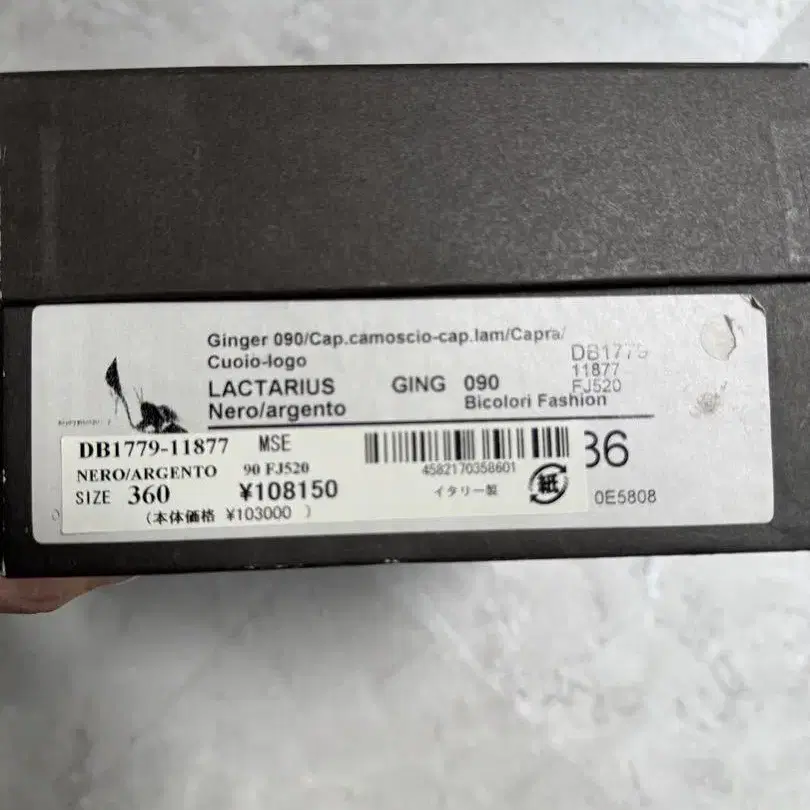 Ginger 090/Cap.camoscio-cap.lam/Capra/
Cuoio-logo
DB1779
11877
FJ520
LACTARIUS GING 090
Nero/argento Bicolori Fashion
DB1779-11877 MSE
NERO/ARGENTO 90 FJ520
SIZE 360 ¥108150
(本体価格 ¥103000 )
4582170358601
イタリー製
紙
36
0E5808